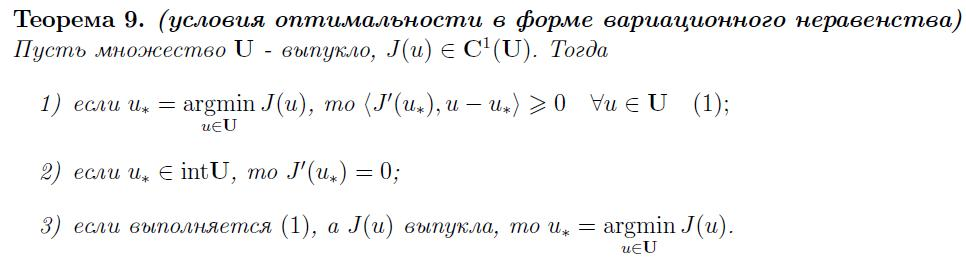 Теорема 9. (условия оптимальности в форме вариационного неравенства)
Пусть множество U - выпукло, J(u) ∈ C¹(U). Тогда
1) если u∗ = argmin J(u), то ⟨J′(u∗), u − u∗⟩ ⩾ 0 ∀u ∈ U (1);
u∈U
2) если u∗ ∈ intU, то J′(u∗) = 0;
3) если выполняется (1), а J(u) выпукла, то u∗ = argmin J(u).
u∈U